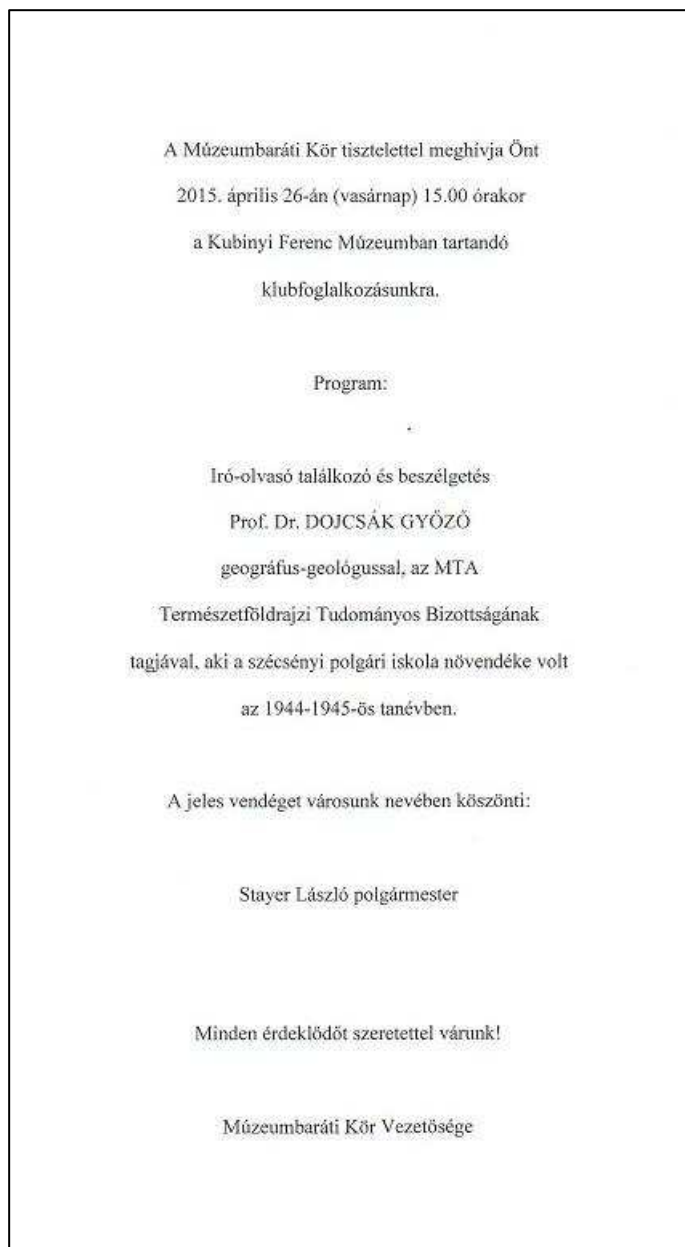 A Múzeumbaráti Kör tisztelettel meghívja Önt
2015. április 26-án (vasárnap) 15.00 órakor
a Kubinyi Ferenc Múzeumban tartandó
klubfoglalkozásunkra.
Program:
Iró-olvasó találkozó és beszélgetés
Prof. Dr. DOJCSÁK GYŐZŐ
geográfus-geológussal, az MTA
Természetföldrajzi Tudományos Bizottságának
tagjával, aki a szécsényi polgári iskola növendéke volt
az 1944-1945-ös tanévben.
A jeles vendéget városunk nevében köszönti:
Stayer László polgármester
Minden érdeklődőt szeretettel várunk!
Múzeumbaráti Kör Vezetősége